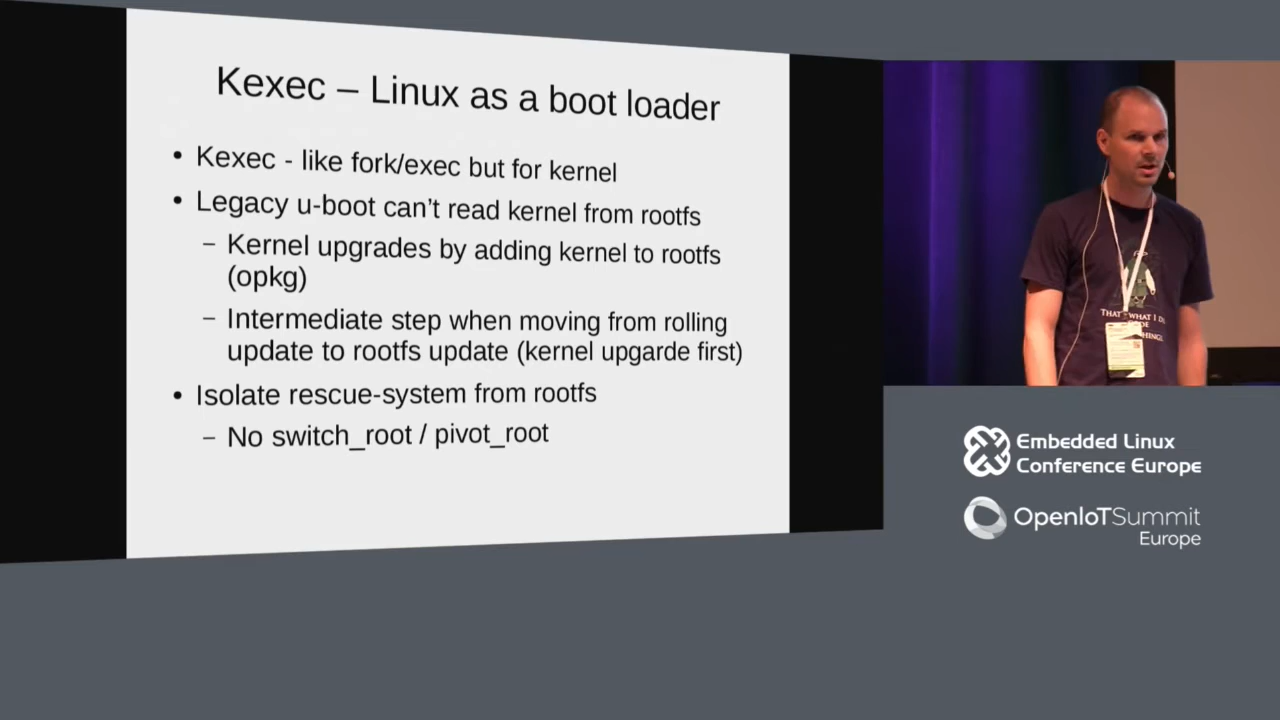 Kexec – Linux as a boot loader
• Kexec - like fork/exec but for kernel
• Legacy u-boot can't read kernel from rootfs
– Kernel upgrades by adding kernel to rootfs
(opkg)
– Intermediate step when moving from rolling
update to rootfs update (kernel upgarde first)
• Isolate rescue-system from rootfs
– No switch_root / pivot_root
THAT WHAT I D
Embedded Linux
Conference Europe
OpenIoTSummit
Europe